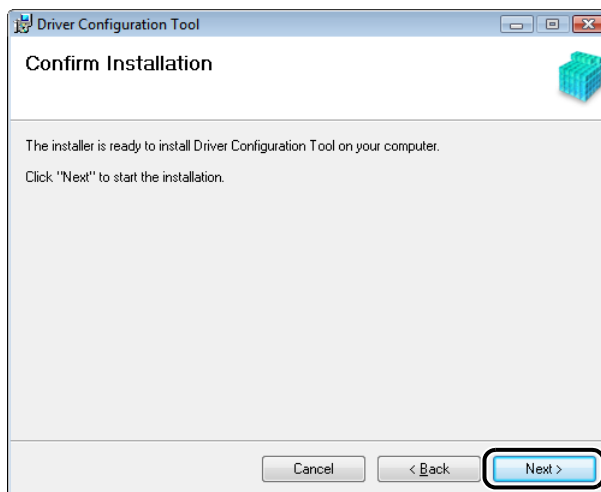 Driver Configuration Tool
Confirm Installation
The installer is ready to install Driver Configuration Tool on your computer.
Click "Next" to start the installation.
Cancel
< Back
Next >